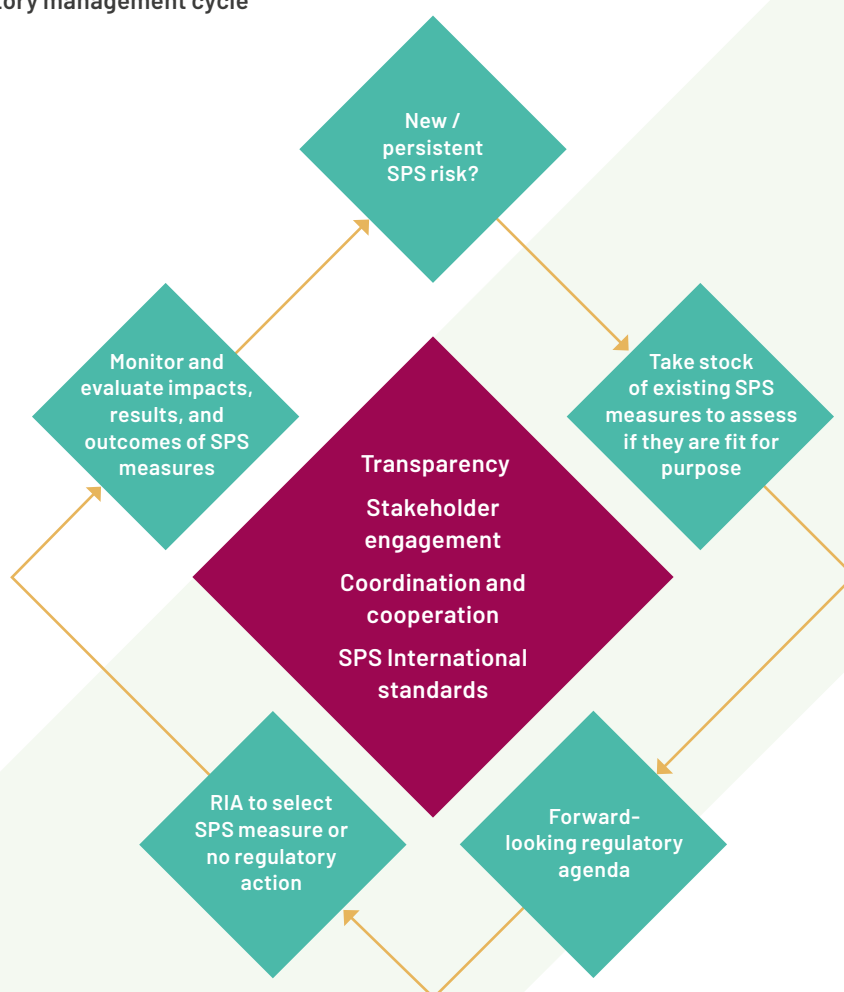 management cycle
New /
persistent
SPS risk?
Monitor and
evaluate impacts,
results, and
outcomes of SPS
measures
Take stock
of existing SPS
measures to assess
if they are fit for
purpose
Transparency
Stakeholder
engagement
Coordination and
cooperation
SPS International
standards
RIA to select
SPS measure or
no regulatory
action
Forward-
looking regulatory
agenda